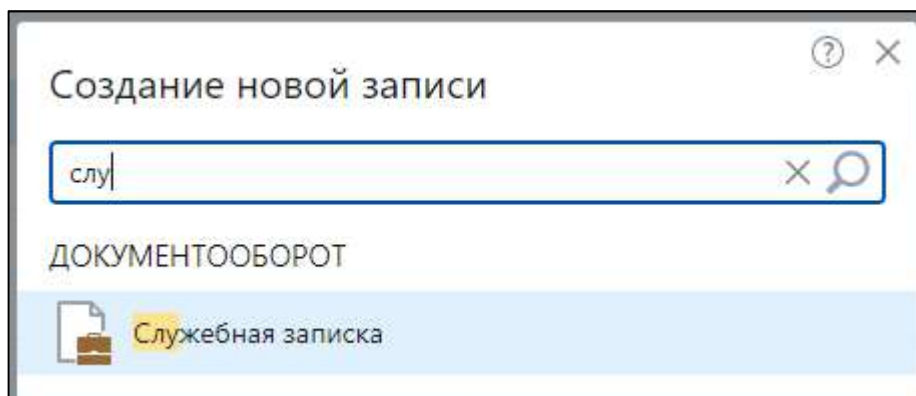 Создание новой записи
слу
ДОКУМЕНТООБОРОТ
Служебная записка